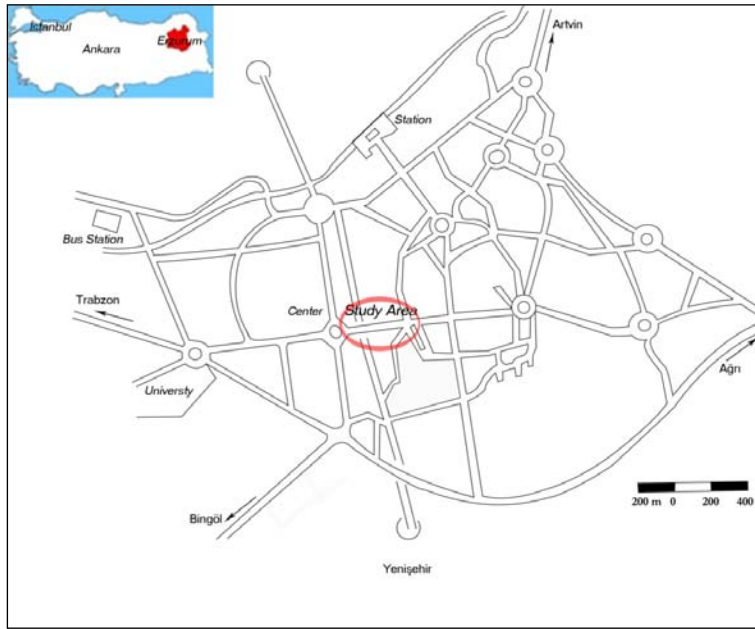 İstanbul
Ankara
Erzurum
Artvin
Station
Bus Station
Trabzon
Center
Study Area
Universty
Ağrı
200 m 0 200 400
Bingöl
Yenişehir